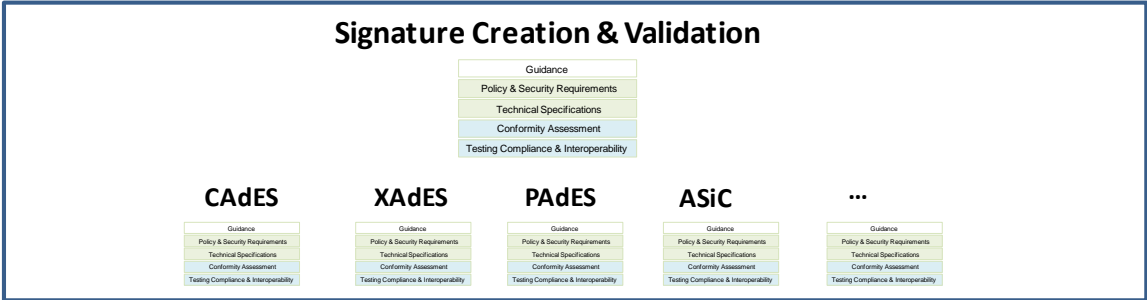 Signature Creation & Validation
Guidance
Policy & Security Requirements
Technical Specifications
Conformity Assessment
Testing Compliance & Interoperability
CAdES
XAdES
PAdES
ASiC
...
Guidance
Policy & Security Requirements
Technical Specifications
Conformity Assessment
Testing Compliance & Interoperability
Guidance
Policy & Security Requirements
Technical Specifications
Conformity Assessment
Testing Compliance & Interoperability
Guidance
Policy & Security Requirements
Technical Specifications
Conformity Assessment
Testing Compliance & Interoperability
Guidance
Policy & Security Requirements
Technical Specifications
Conformity Assessment
Testing Compliance & Interoperability
Guidance
Policy & Security Requirements
Technical Specifications
Conformity Assessment
Testing Compliance & Interoperability